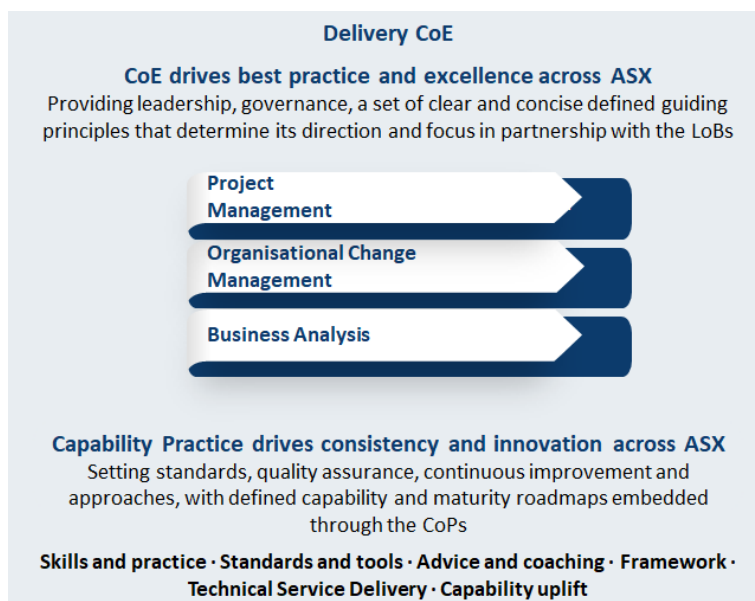 Delivery CoE
CoE drives best practice and excellence across ASX
Providing leadership, governance, a set of clear and concise defined guiding
principles that determine its direction and focus in partnership with the LoBs
Project
Management
Organisational Change
Management
Business Analysis
Capability Practice drives consistency and innovation across ASX
Setting standards, quality assurance, continuous improvement and
approaches, with defined capability and maturity roadmaps embedded
through the CoPs
Skills and practice · Standards and tools · Advice and coaching · Framework ·
Technical Service Delivery · Capability uplift